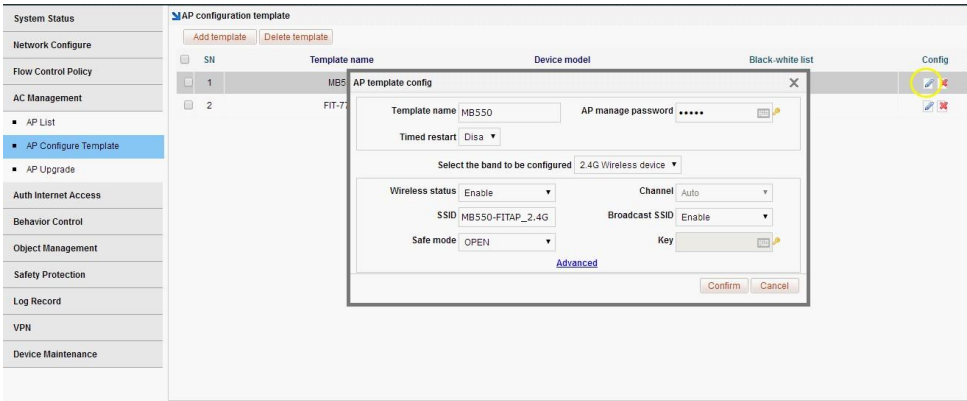 System Status
Network Configure
Flow Control Policy
AC Management
AP List
AP Configure Template
AP Upgrade
Auth Internet Access
Behavior Control
Object Management
Safety Protection
Log Record
VPN
Device Maintenance
AP configuration template
Add template Delete template
SN Template name Device model Black-white list Config
1 MB5
2 FIT-77
AP template config
Template name MB550 AP manage password •••••
Timed restart Disa
Select the band to be configured 2.4G Wireless device
Wireless status Enable Channel Auto
SSID MB550-FITAP_2.4G Broadcast SSID Enable
Safe mode OPEN Key
Advanced
Confirm Cancel